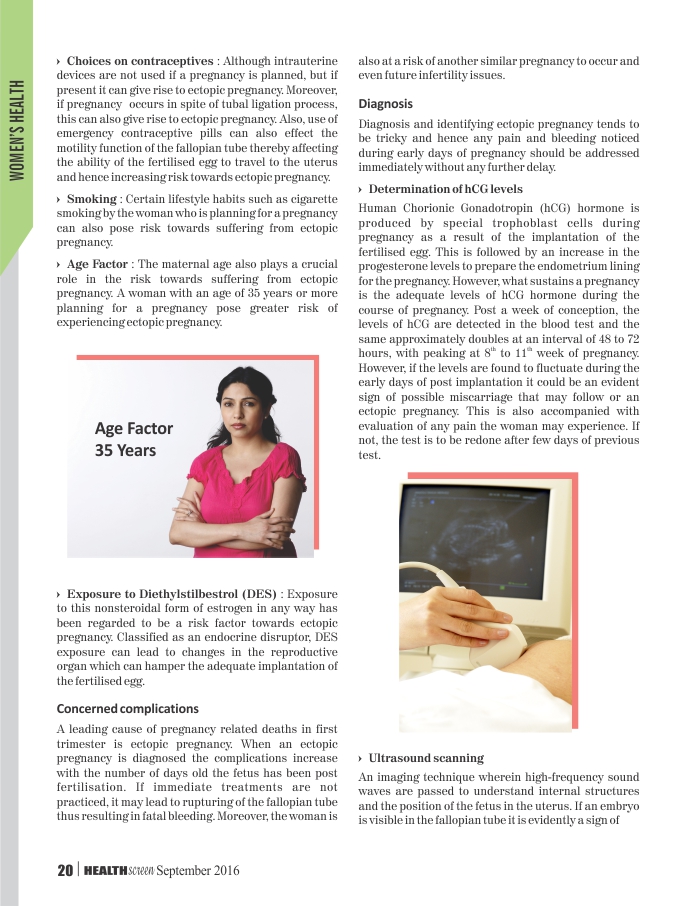 WOMEN'S HEALTH
› Choices on contraceptives : Although intrauterine
devices are not used if a pregnancy is planned, but if
present it can give rise to ectopic pregnancy. Moreover,
if pregnancy occurs in spite of tubal ligation process,
this can also give rise to ectopic pregnancy. Also, use of
emergency contraceptive pills can also effect the
motility function of the fallopian tube thereby affecting
the ability of the fertilised egg to travel to the uterus
and hence increasing risk towards ectopic pregnancy.
› Smoking : Certain lifestyle habits such as cigarette
smoking by the woman who is planning for a pregnancy
can also pose risk towards suffering from ectopic
pregnancy.
› Age Factor : The maternal age also plays a crucial
role in the risk towards suffering from ectopic
pregnancy. A woman with an age of 35 years or more
planning for a pregnancy pose greater risk of
experiencing ectopic pregnancy.
Age Factor
35 Years
› Exposure to Diethylstilbestrol (DES) : Exposure
to this nonsteroidal form of estrogen in any way has
been regarded to be a risk factor towards ectopic
pregnancy. Classified as an endocrine disruptor, DES
exposure can lead to changes in the reproductive
organ which can hamper the adequate implantation of
the fertilised egg.
Concerned complications
A leading cause of pregnancy related deaths in first
trimester is ectopic pregnancy. When an ectopic
pregnancy is diagnosed the complications increase
with the number of days old the fetus has been post
fertilisation. If immediate treatments are not
practiced, it may lead to rupturing of the fallopian tube
thus resulting in fatal bleeding. Moreover, the woman is
also at a risk of another similar pregnancy to occur and
even future infertility issues.
Diagnosis
Diagnosis and identifying ectopic pregnancy tends to
be tricky and hence any pain and bleeding noticed
during early days of pregnancy should be addressed
immediately without any further delay.
› Determination of hCG levels
Human Chorionic Gonadotropin (hCG) hormone is
produced by special trophoblast cells during
pregnancy as a result of the implantation of the
fertilised egg. This is followed by an increase in the
progesterone levels to prepare the endometrium lining
for the pregnancy. However, what sustains a pregnancy
is the adequate levels of hCG hormone during the
course of pregnancy. Post a week of conception, the
levels of hCG are detected in the blood test and the
same approximately doubles at an interval of 48 to 72
hours, with peaking at 8th to 11th week of pregnancy.
However, if the levels are found to fluctuate during the
early days of post implantation it could be an evident
sign of possible miscarriage that may follow or an
ectopic pregnancy. This is also accompanied with
evaluation of any pain the woman may experience. If
not, the test is to be redone after few days of previous
test.
› Ultrasound scanning
An imaging technique wherein high-frequency sound
waves are passed to understand internal structures
and the position of the fetus in the uterus. If an embryo
is visible in the fallopian tube it is evidently a sign of
20 | HEALTHscreen September 2016